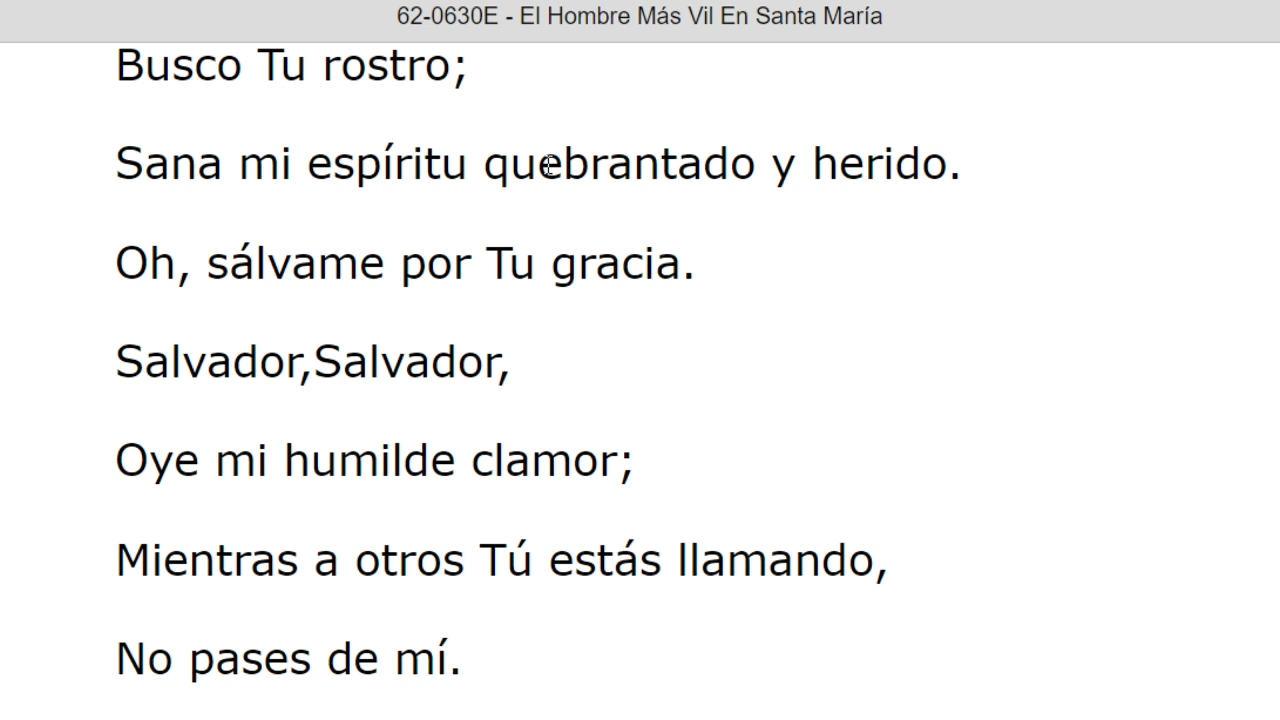 62-0630E - El Hombre Más Vil En Santa María
Busco Tu rostro;
Sana mi espíritu quebrantado y herido.
Oh, sálvame por Tu gracia.
Salvador,Salvador,
Oye mi humilde clamor;
Mientras a otros Tú estás llamando,
No pases de mí.